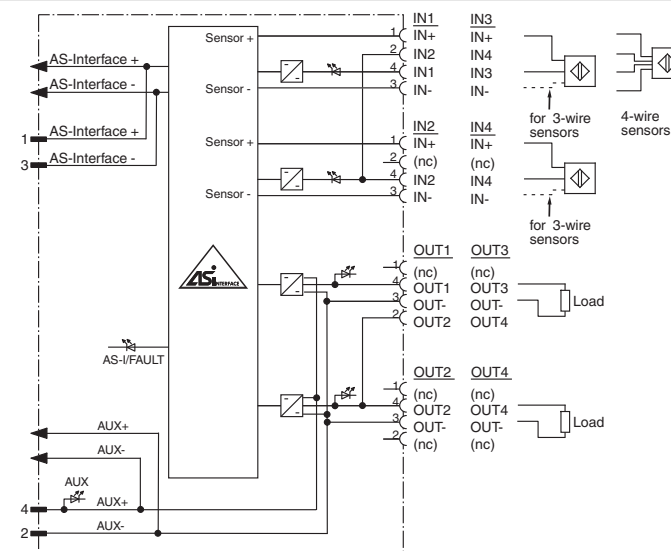 IN1 IN3
Sensor + 1 IN+ IN+
2 IN2 IN4
4 IN1 IN3
Sensor - 3 IN- IN-
for 3-wire
sensors
4-wire
sensors
AS-Interface +
AS-Interface -
1 AS-Interface +
3 AS-Interface -
IN2 IN4
Sensor + 1 IN+ IN+
2 (nc) (nc)
4 IN2 IN4
Sensor - 3 IN- IN-
for 3-wire
sensors
ASi INTERFACE
OUT1 OUT3
1 (nc) (nc)
4 OUT1 OUT3
3 OUT- OUT-
2 OUT2 OUT4
Load
AS-I/FAULT
OUT2 OUT4
1 (nc) (nc)
4 OUT2 OUT4
3 OUT- OUT-
2 (nc) (nc)
Load
AUX+
AUX-
AUX
4 AUX+
2 AUX-